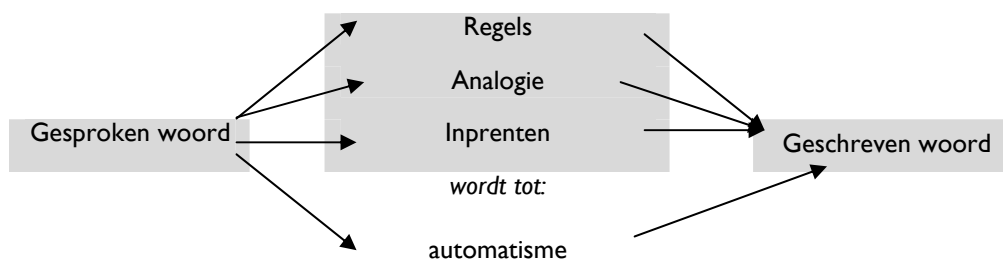 Regels
Analogie
Gesproken woord
Inprenten
Geschreven woord
wordt tot:
automatisme